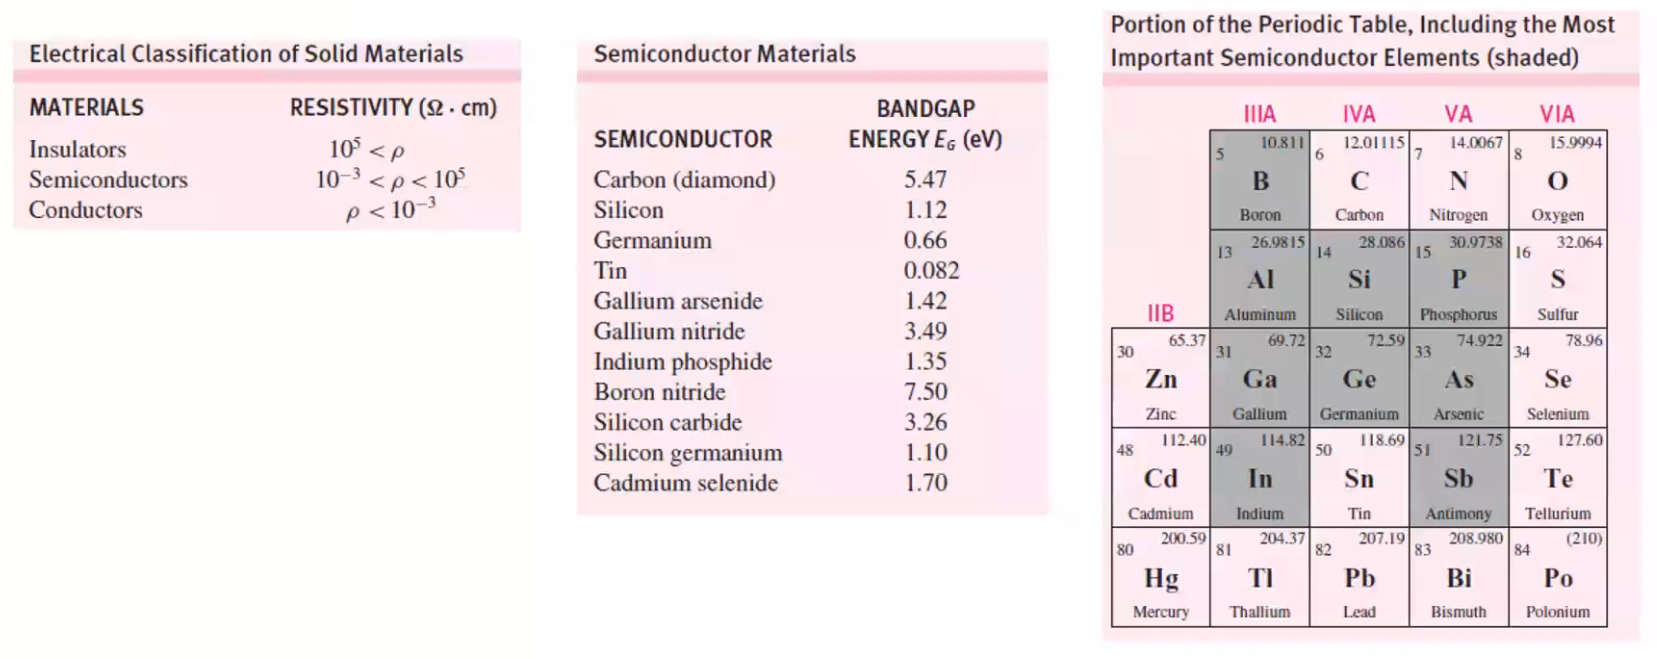 Electrical Classification of Solid Materials
MATERIALS RESISTIVITY (Ω · cm)
Insulators 10⁵ < ρ
Semiconductors 10⁻³ < ρ < 10⁵
Conductors ρ < 10⁻³
Semiconductor Materials
BANDGAP
SEMICONDUCTOR ENERGY E_G (eV)
Carbon (diamond) 5.47
Silicon 1.12
Germanium 0.66
Tin 0.082
Gallium arsenide 1.42
Gallium nitride 3.49
Indium phosphide 1.35
Boron nitride 7.50
Silicon carbide 3.26
Silicon germanium 1.10
Cadmium selenide 1.70
Portion of the Periodic Table, Including the Most
Important Semiconductor Elements (shaded)
IIIA IVA VA VIA
5 10.811 6 12.01115 7 14.0067 8 15.9994
B C N O
Boron Carbon Nitrogen Oxygen
13 26.9815 14 28.086 15 30.9738 16 32.064
Al Si P S
IIB Aluminum Silicon Phosphorus Sulfur
30 65.37 31 69.72 32 72.59 33 74.922 34 78.96
Zn Ga Ge As Se
Zinc Gallium Germanium Arsenic Selenium
48 112.40 49 114.82 50 118.69 51 121.75 52 127.60
Cd In Sn Sb Te
Cadmium Indium Tin Antimony Tellurium
80 200.59 81 204.37 82 207.19 83 208.980 84 (210)
Hg Tl Pb Bi Po
Mercury Thallium Lead Bismuth Polonium